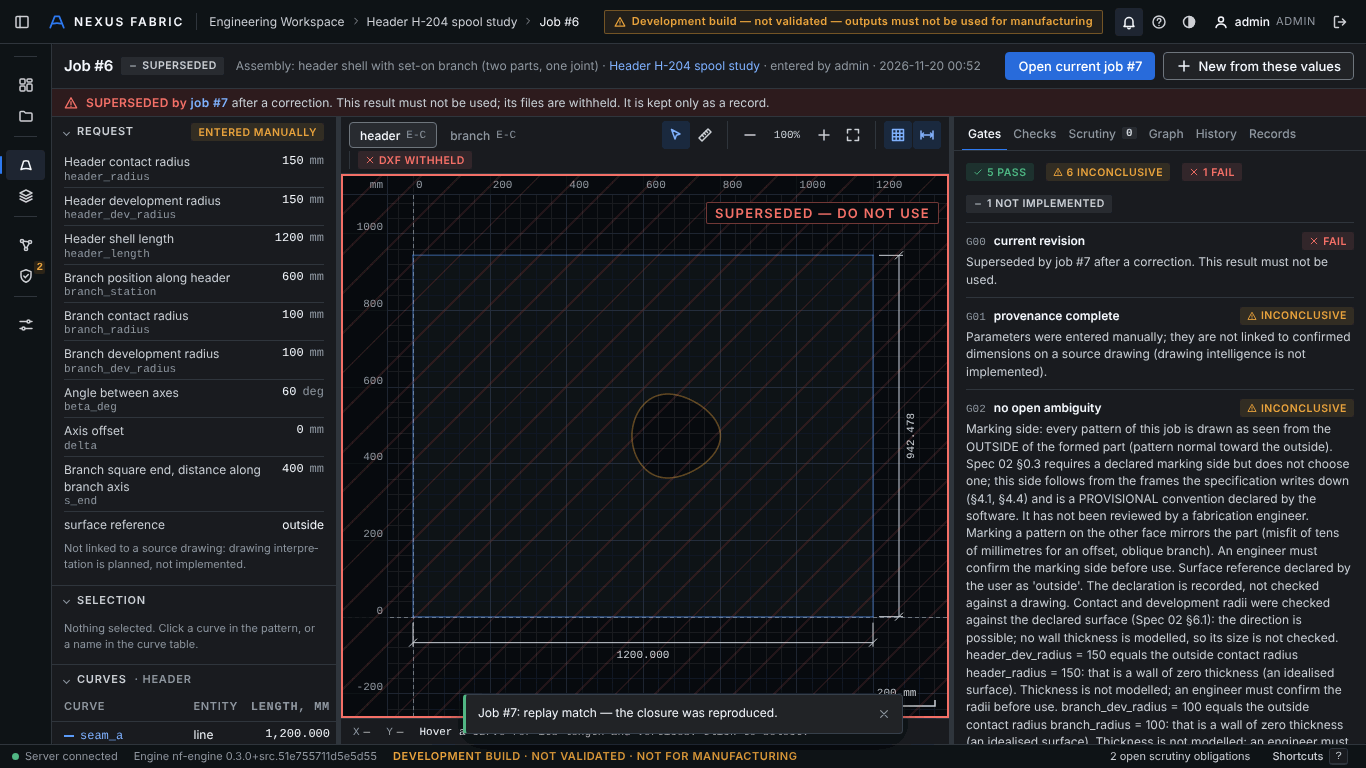 NEXUS FABRIC
Engineering Workspace > Header H-204 spool study > Job #6
Development build — not validated — outputs must not be used for manufacturing
admin ADMIN
Job #6 – SUPERSEDED Assembly: header shell with set-on branch (two parts, one joint) · Header H-204 spool study · entered by admin · 2026-11-20 00:52
Open current job #7
New from these values
SUPERSEDED by job #7 after a correction. This result must not be used; its files are withheld. It is kept only as a record.
2
REQUEST ENTERED MANUALLY
Header contact radius 150 mm
header_radius
Header development radius 150 mm
header_dev_radius
Header shell length 1200 mm
header_length
Branch position along header 600 mm
branch_station
Branch contact radius 100 mm
branch_radius
Branch development radius 100 mm
branch_dev_radius
Angle between axes 60 deg
beta_deg
Axis offset 0 mm
delta
Branch square end, distance along 400 mm
branch axis
s_end
surface reference outside
Not linked to a source drawing: drawing interpre-
tation is planned, not implemented.
SELECTION
Nothing selected. Click a curve in the pattern, or
a name in the curve table.
CURVES · HEADER
CURVE ENTITY LENGTH, MM
seam_a line 1,200.000
header E-C branch E-C
100%
DXF WITHHELD
mm 0 200 400 600 800 1000 1200
SUPERSEDED — DO NOT USE
1000
800
600
400
200
0
-200
942.478
1200.000
200 mm
X — Y —
Job #7: replay match — the closure was reproduced.
Gates Checks Scrutiny 0 Graph History Records
5 PASS 6 INCONCLUSIVE 1 FAIL
– 1 NOT IMPLEMENTED
G00 current revision FAIL
Superseded by job #7 after a correction. This result must not be
used.
G01 provenance complete INCONCLUSIVE
Parameters were entered manually; they are not linked to confirmed
dimensions on a source drawing (drawing intelligence is not
implemented).
G02 no open ambiguity INCONCLUSIVE
Marking side: every pattern of this job is drawn as seen from the
OUTSIDE of the formed part (pattern normal toward the outside).
Spec 02 §0.3 requires a declared marking side but does not choose
one; this side follows from the frames the specification writes down
(§4.1, §4.4) and is a PROVISIONAL convention declared by the
software. It has not been reviewed by a fabrication engineer.
Marking a pattern on the other face mirrors the part (misfit of tens
of millimetres for an offset, oblique branch). An engineer must
confirm the marking side before use. Surface reference declared by
the user as 'outside'. The declaration is recorded, not checked
against a drawing. Contact and development radii were checked
against the declared surface (Spec 02 §6.1): the direction is
possible; no wall thickness is modelled, so its size is not checked.
header_dev_radius = 150 equals the outside contact radius
header_radius = 150: that is a wall of zero thickness (an idealised
surface). Thickness is not modelled; an engineer must confirm the
radii before use. branch_dev_radius = 100 equals the outside
contact radius branch_radius = 100: that is a wall of zero thickness
(an idealised surface). Thickness is not modelled; an engineer must
Server connected Engine nf-engine 0.3.0+src.51e755711d5e5d55 DEVELOPMENT BUILD · NOT VALIDATED · NOT FOR MANUFACTURING
2 open scrutiny obligations Shortcuts ?